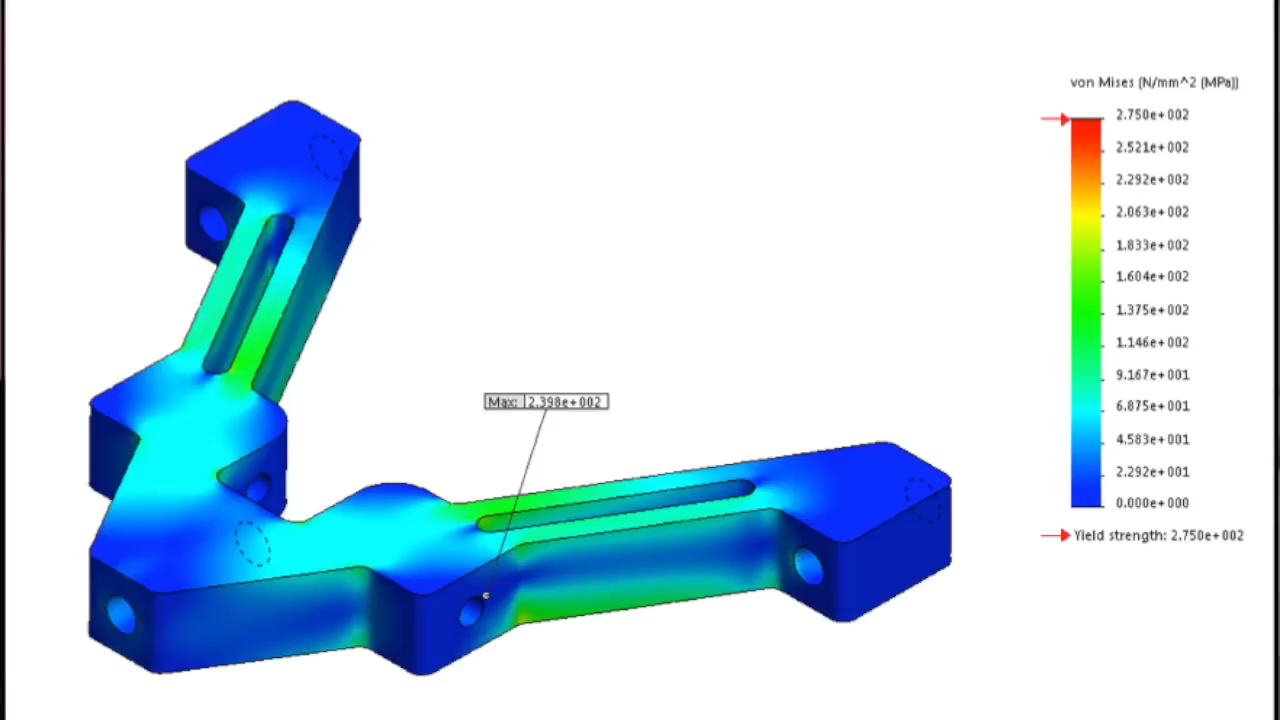 von Mises (N/mm^2 (MPa))
2.750e+002
2.521e+002
2.292e+002
2.063e+002
1.833e+002
1.604e+002
1.375e+002
1.146e+002
9.167e+001
6.875e+001
4.583e+001
2.292e+001
0.000e+000
Yield strength: 2.750e+002
Max: 2.398e+002